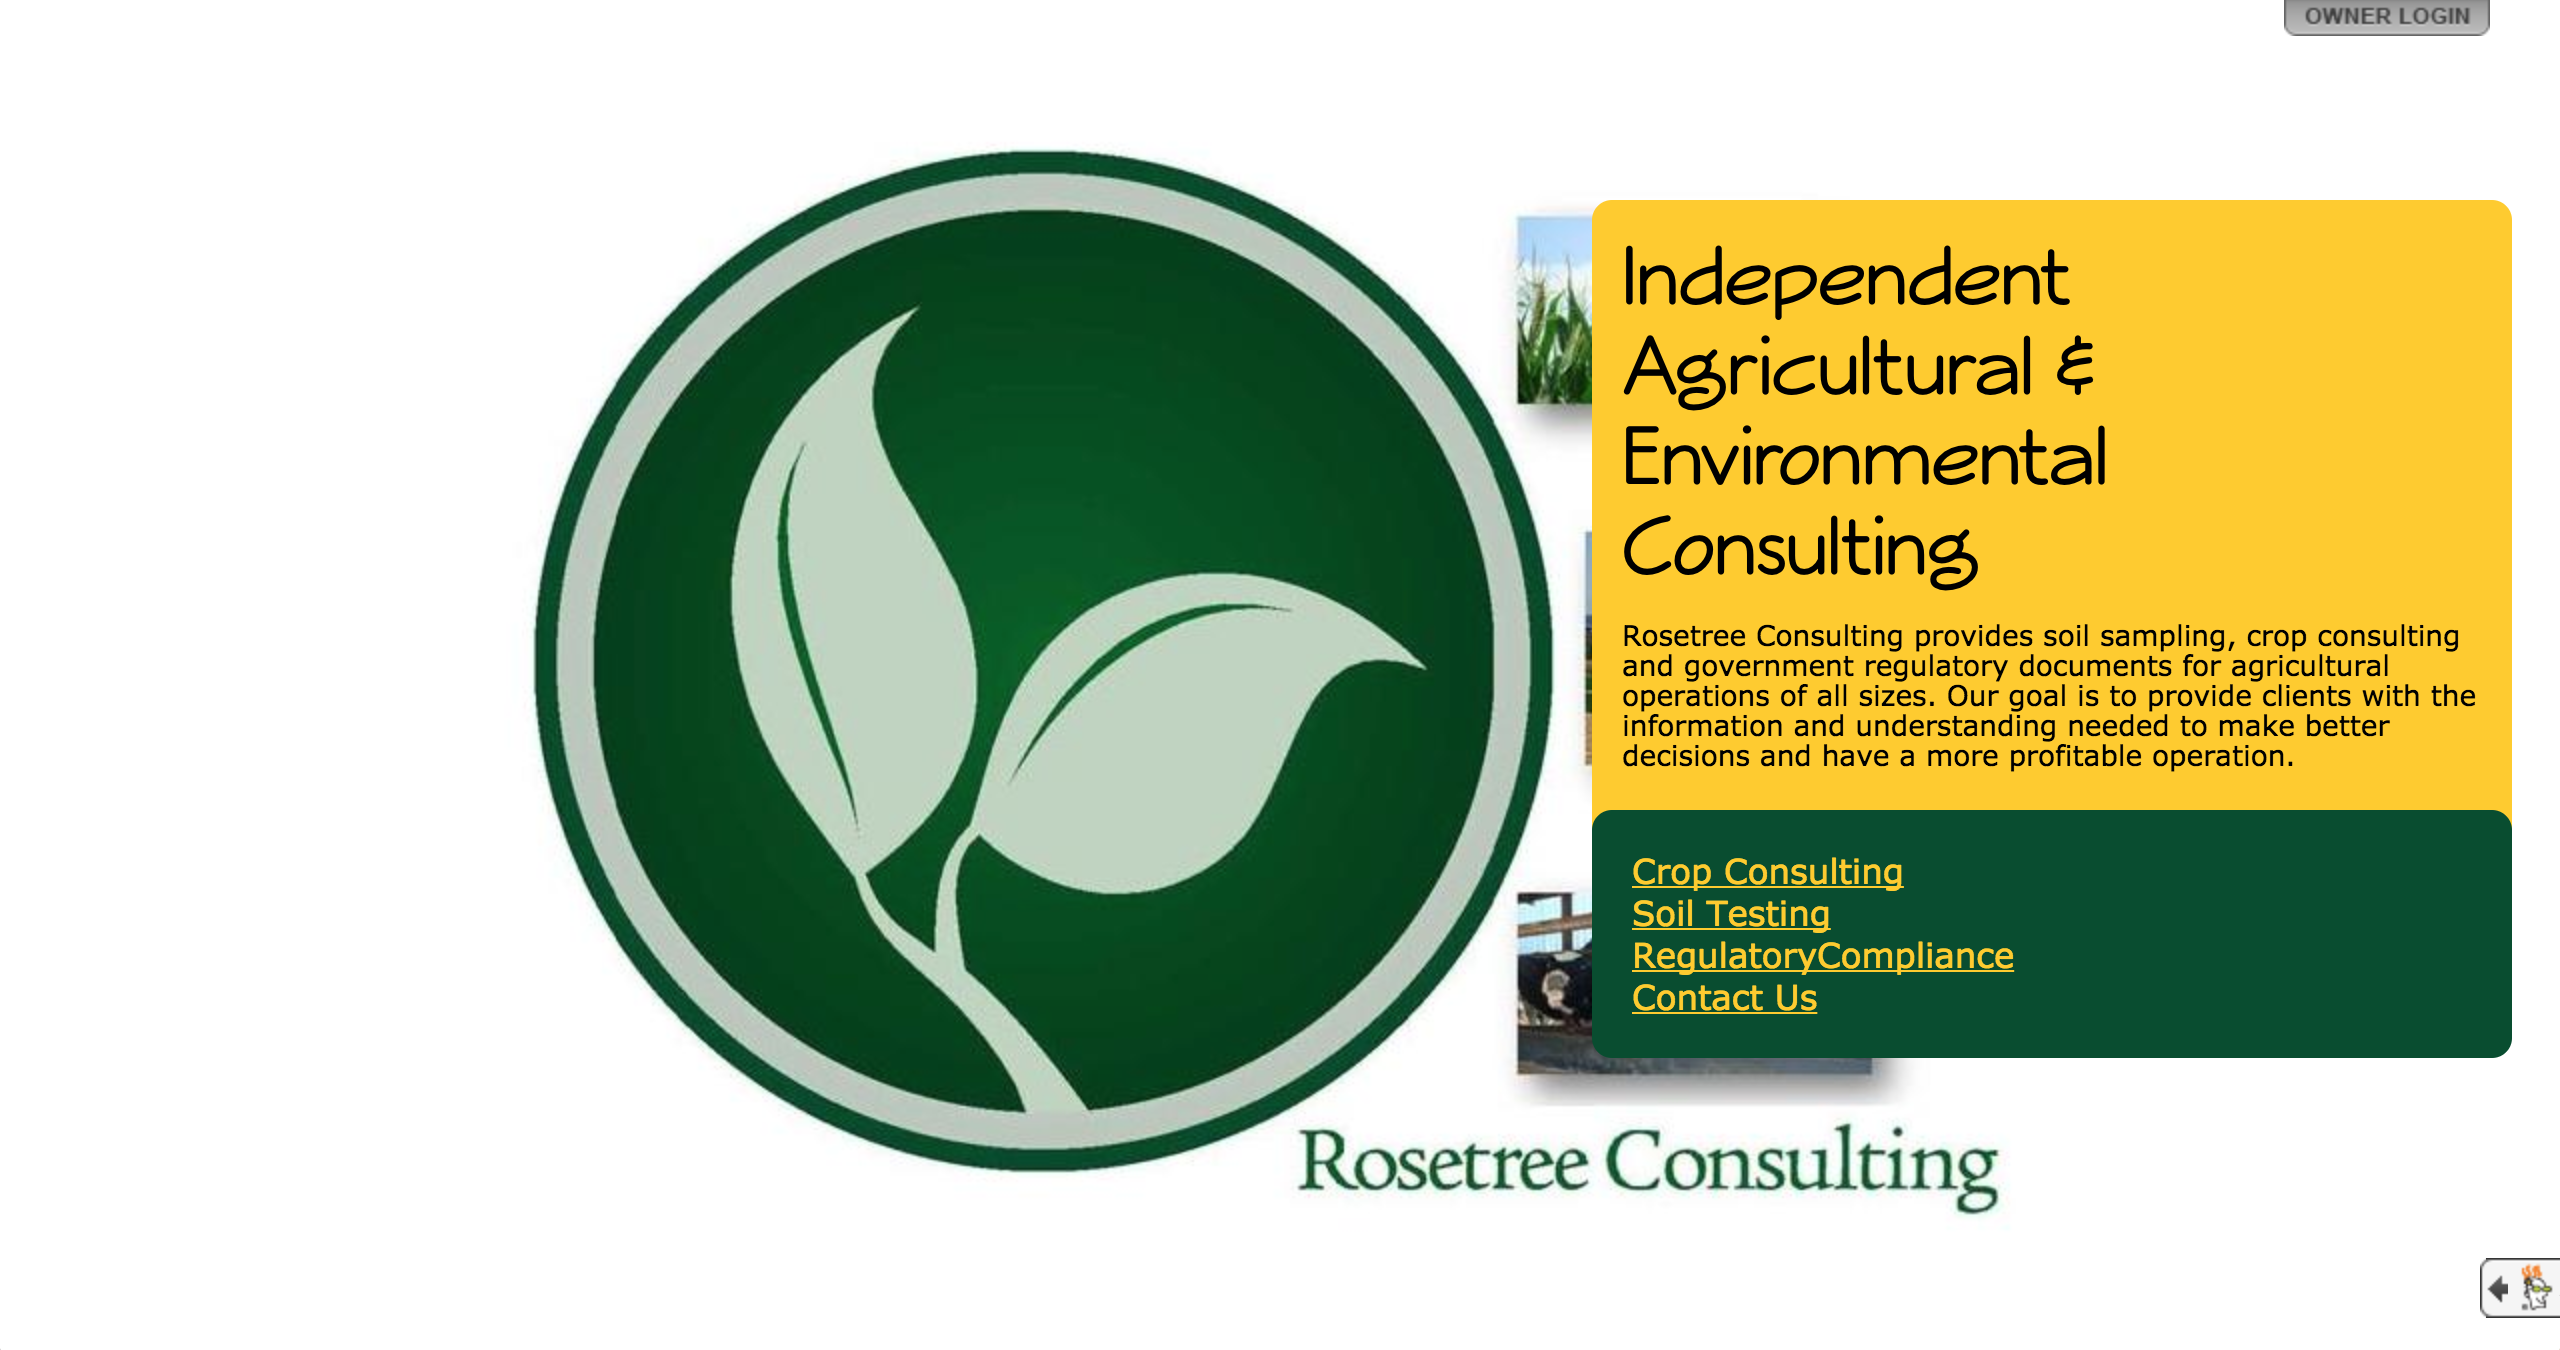 OWNER LOGIN
Independent
Agricultural &
Environmental
Consulting
Rosetree Consulting provides soil sampling, crop consulting
and government regulatory documents for agricultural
operations of all sizes. Our goal is to provide clients with the
information and understanding needed to make better
decisions and have a more profitable operation.
Crop Consulting
Soil Testing
RegulatoryCompliance
Contact Us
Rosetree Consulting